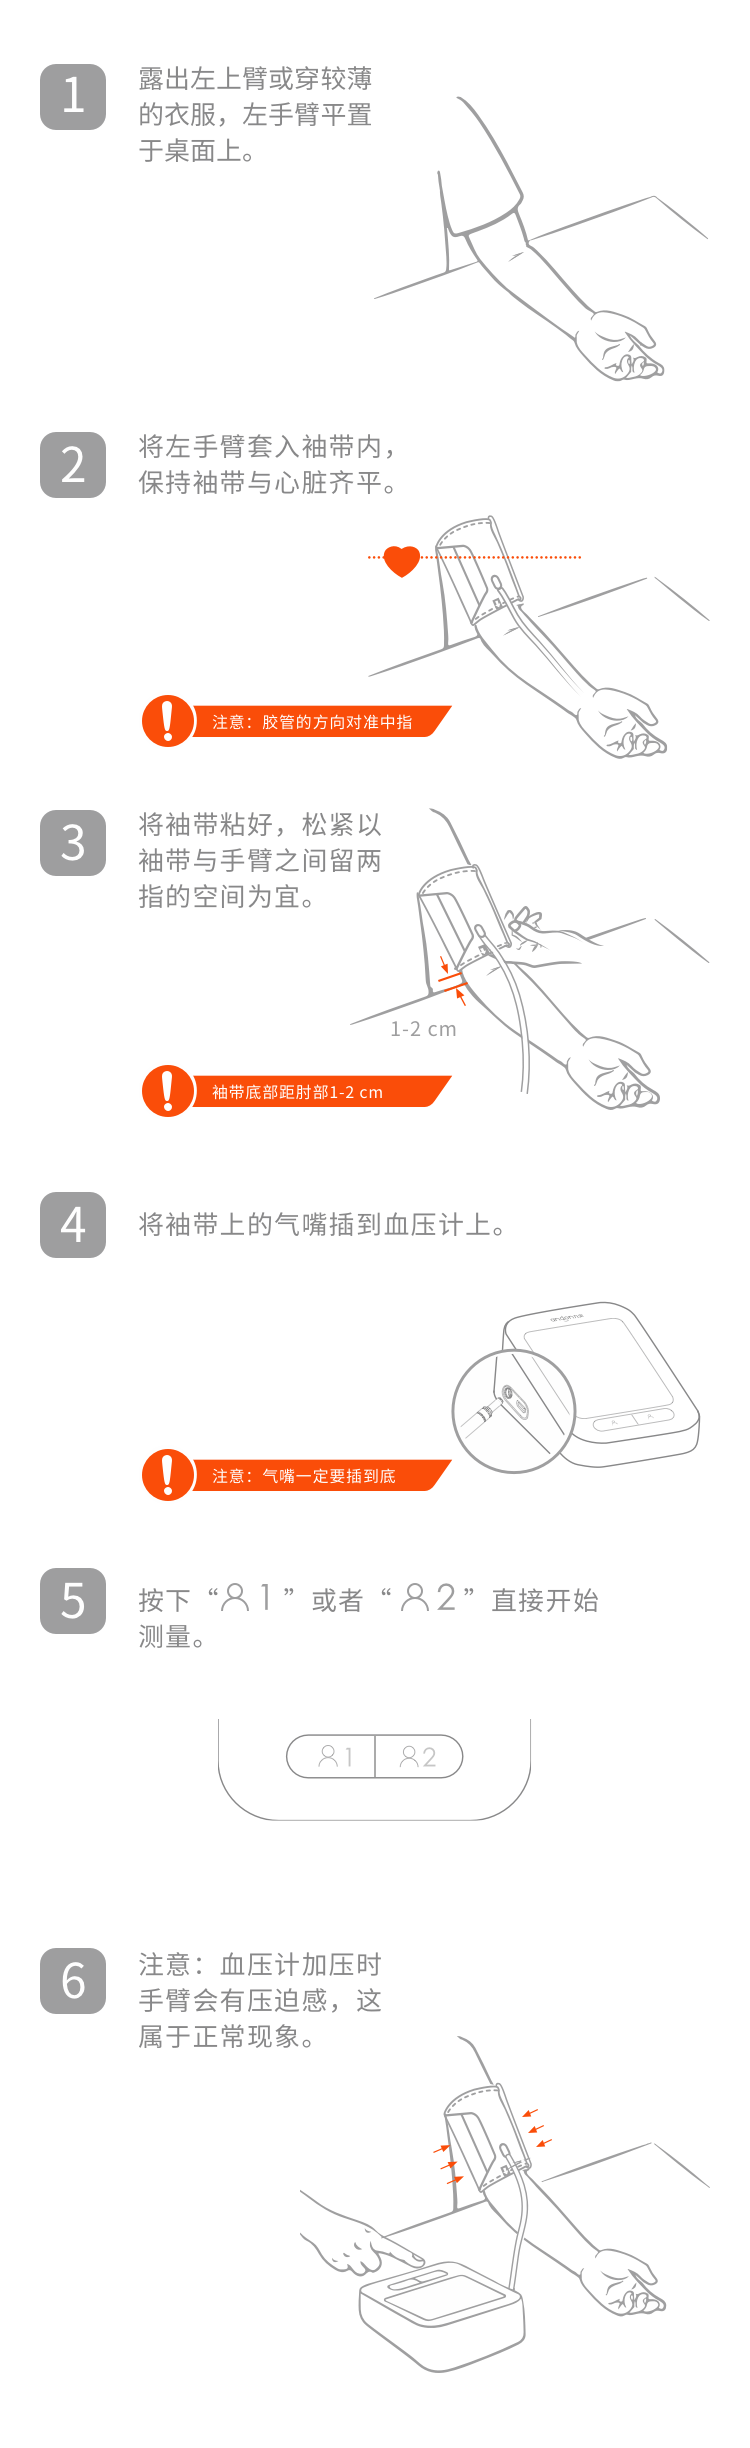 1
露出左上臂或穿较薄
的衣服，左手臂平置
于桌面上。
2
将左手臂套入袖带内，
保持袖带与心脏齐平。
注意：胶管的方向对准中指
3
将袖带粘好，松紧以
袖带与手臂之间留两
指的空间为宜。
1-2 cm
袖带底部距肘部1-2 cm
4
将袖带上的气嘴插到血压计上。
注意：气嘴一定要插到底
5
按下“1”或者“2”直接开始
测量。
1 2
6
注意：血压计加压时
手臂会有压迫感，这
属于正常现象。